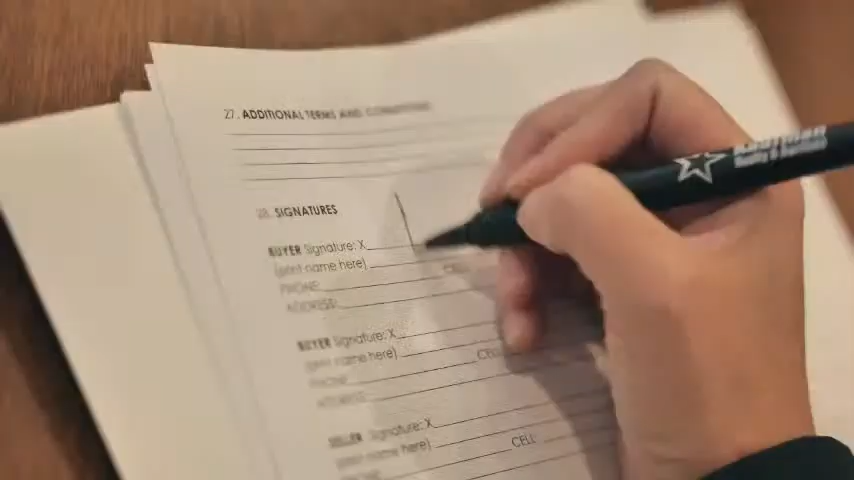 27. ADDITIONAL TERMS AND CONDITIONS
28. SIGNATURES
BUYER Signature: X
(print name here)
CELL
PHONE:
ADDRESS:
BUYER Signature: X
(print name here)
CELL
PHONE:
ADDRESS:
SELLER Signature: X
(print name here)
CELL